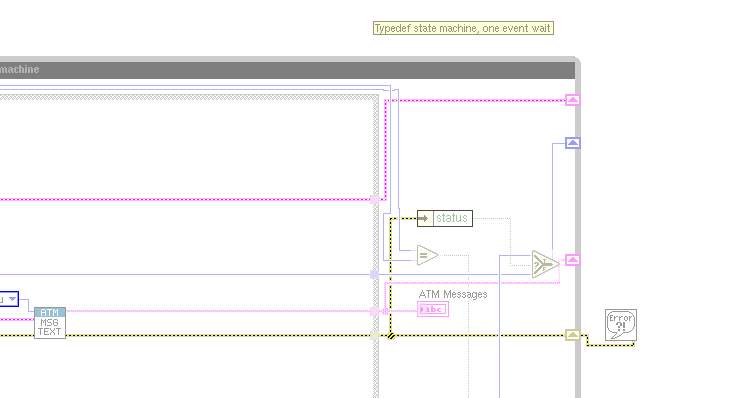 Typedef state machine, one event wait
machine
status
=
?
ATM Messages
abc
u
ATM
MSG
TEXT
Error
?!